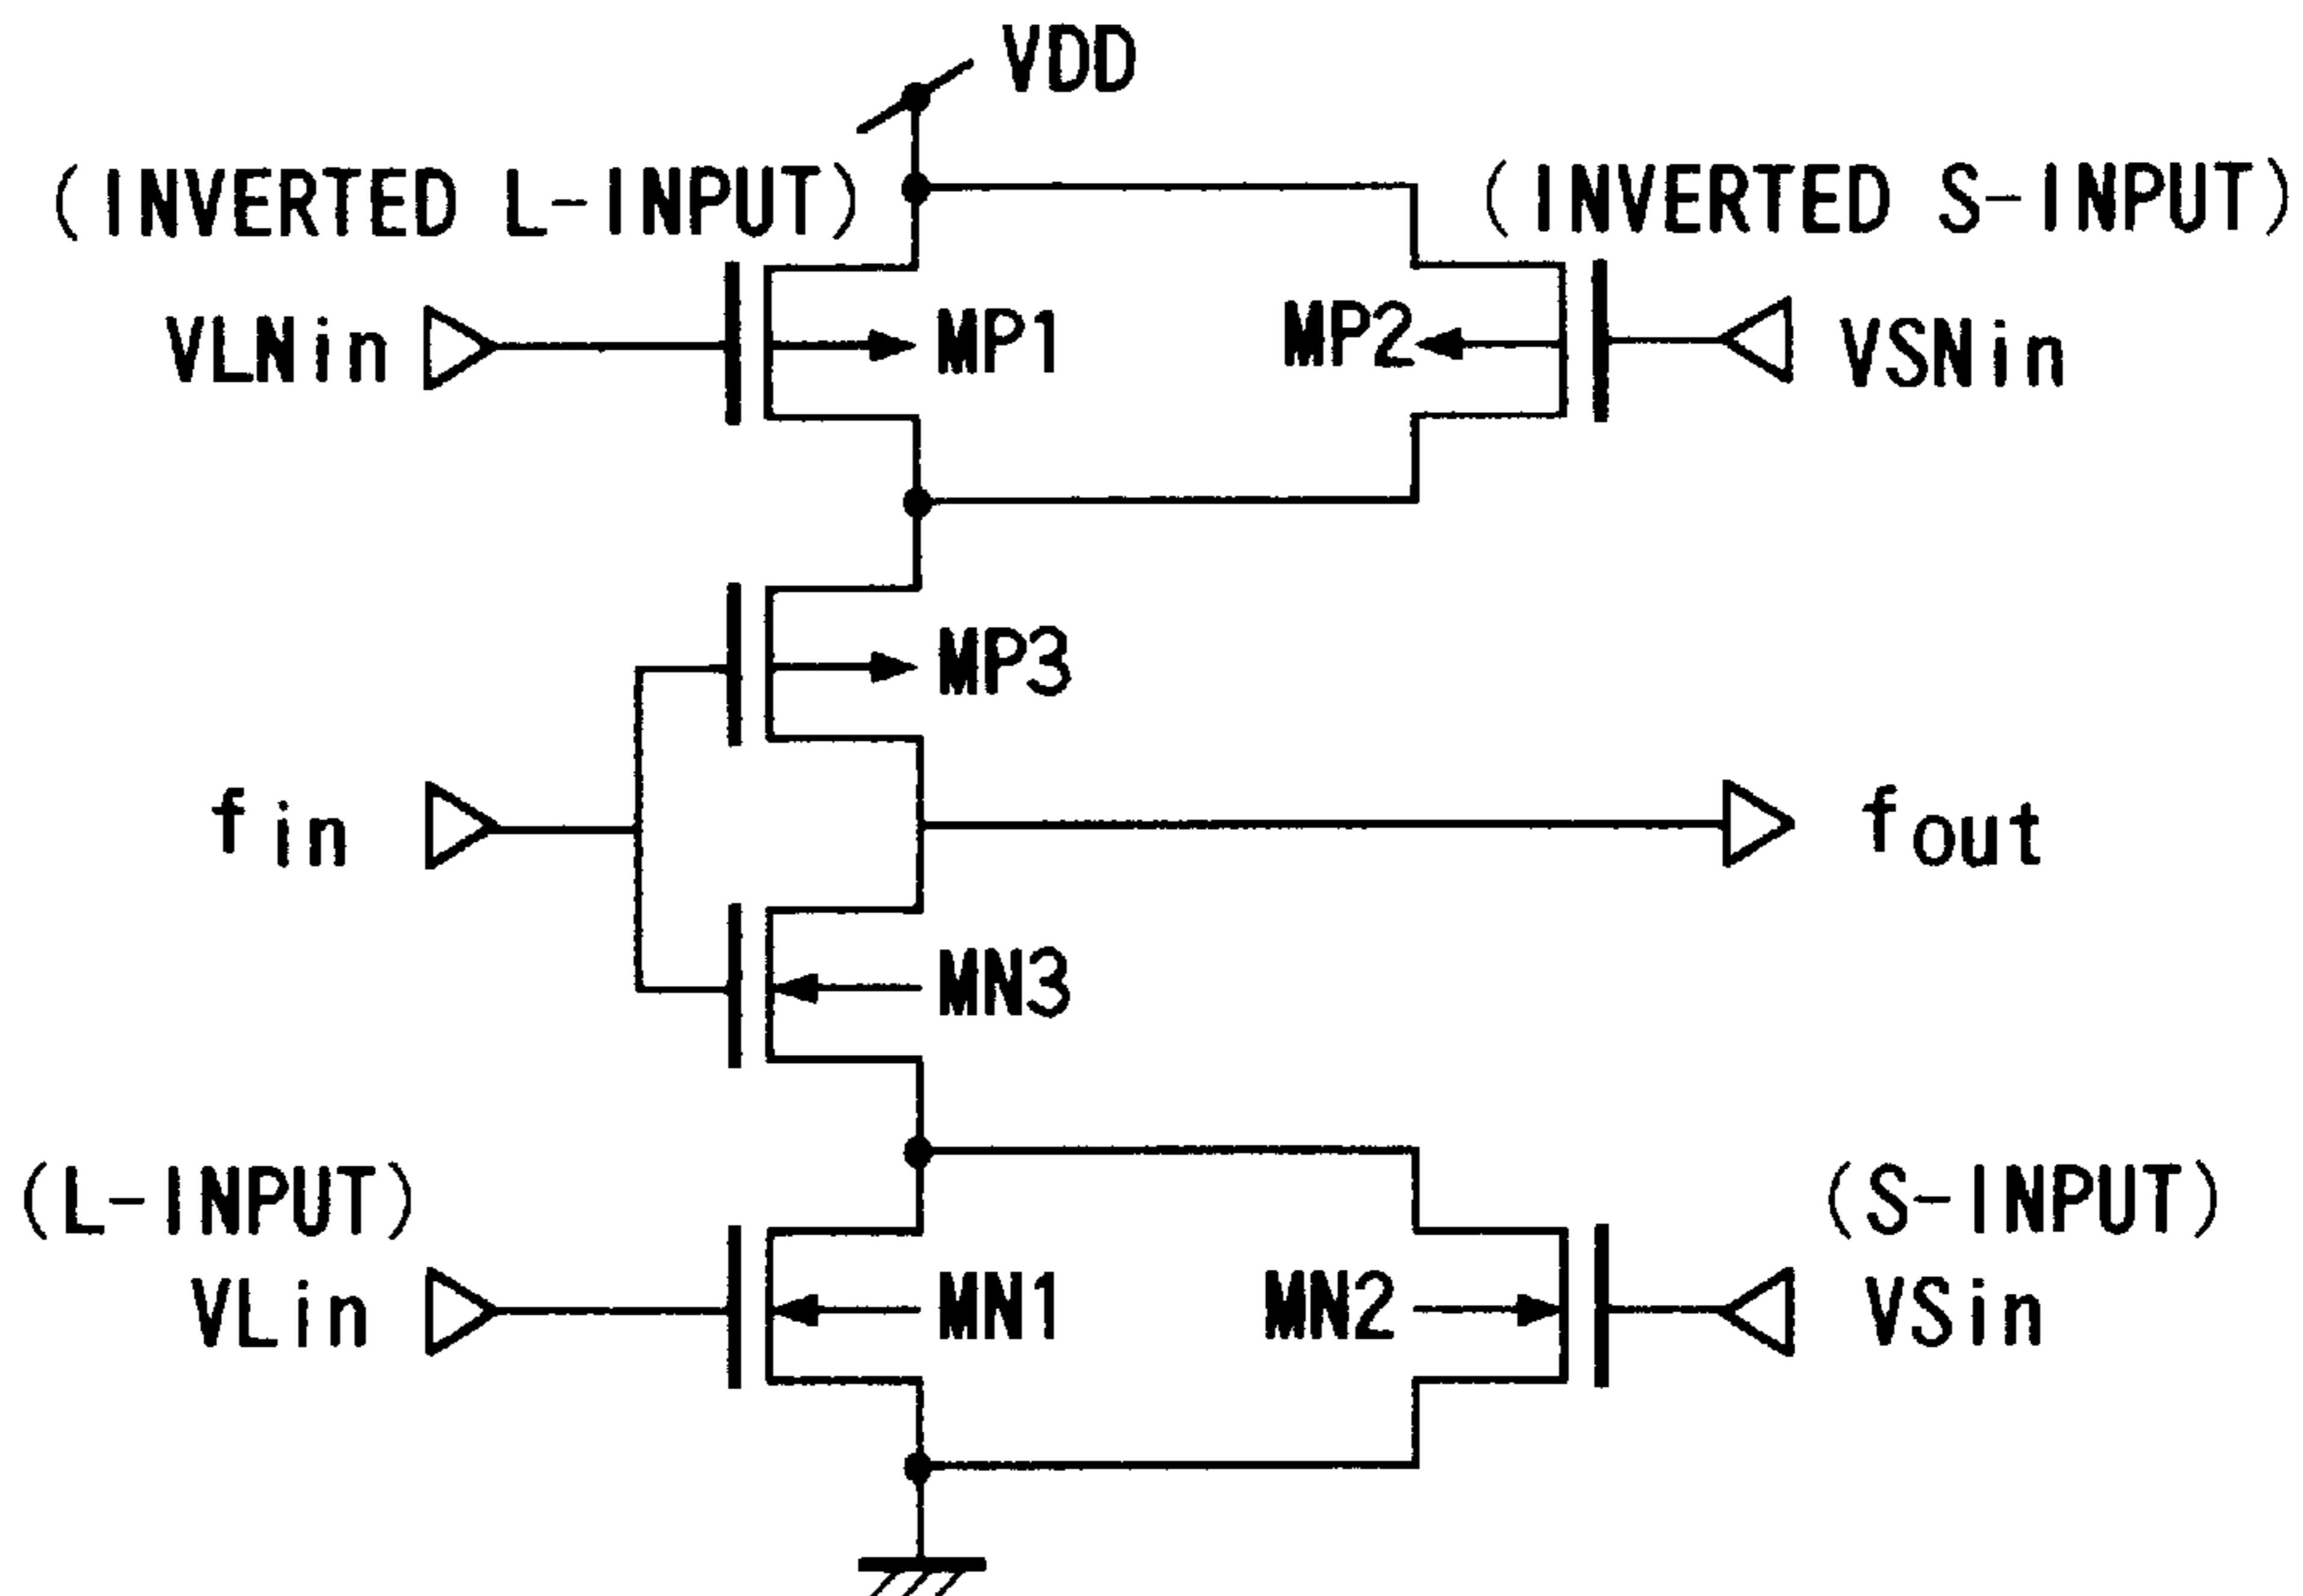 VDD
(INVERTED L-INPUT)
(INVERTED S-INPUT)
VLNin
MP1
MP2
VSNin
MP3
fin
fout
MN3
(L-INPUT)
(S-INPUT)
VLin
MN1
MN2
VSin